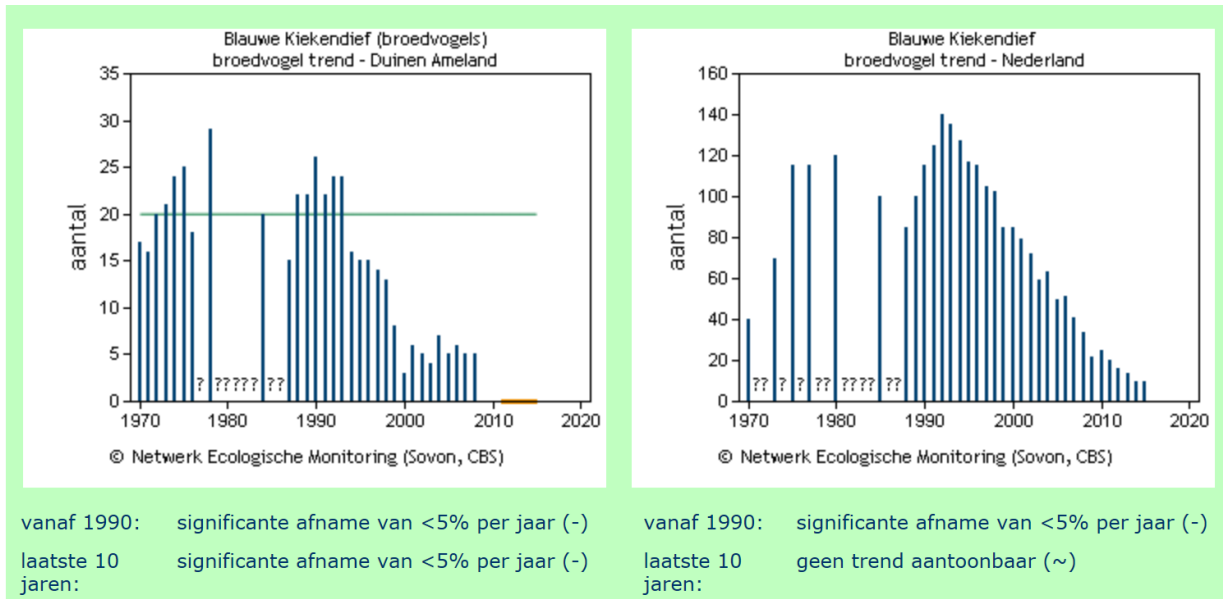 Blauwe Kiekendief (broedvogels)
broedvogel trend - Duinen Ameland
35
30
25
20
15
10
5
0
aantal
? ????? ??
1970 1980 1990 2000 2010 2020
© Netwerk Ecologische Monitoring (Sovon, CBS)
vanaf 1990: significante afname van <5% per jaar (-)
laatste 10 significante afname van <5% per jaar (-)
jaren:
Blauwe Kiekendief
broedvogel trend - Nederland
160
140
120
100
80
60
40
20
0
aantal
?? ? ? ?? ???? ??
1970 1980 1990 2000 2010 2020
© Netwerk Ecologische Monitoring (Sovon, CBS)
vanaf 1990: significante afname van <5% per jaar (-)
laatste 10 geen trend aantoonbaar (~)
jaren: